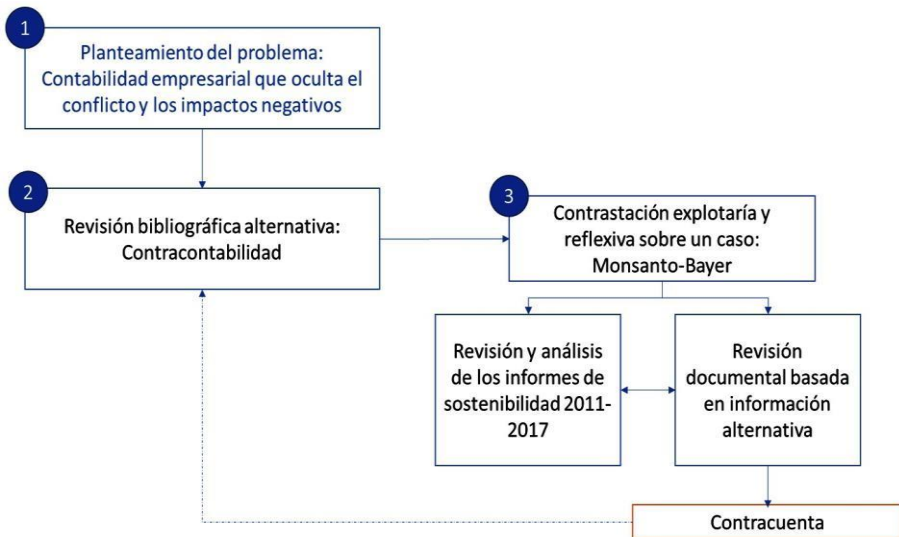 1
Planteamiento del problema:
Contabilidad empresarial que oculta el
conflicto y los impactos negativos
2
Revisión bibliográfica alternativa:
Contracontabilidad
3
Contrastación explotaría y
reflexiva sobre un caso:
Monsanto-Bayer
Revisión y análisis
de los informes de
sostenibilidad 2011-
2017
Revisión
documental basada
en información
alternativa
Contracuenta